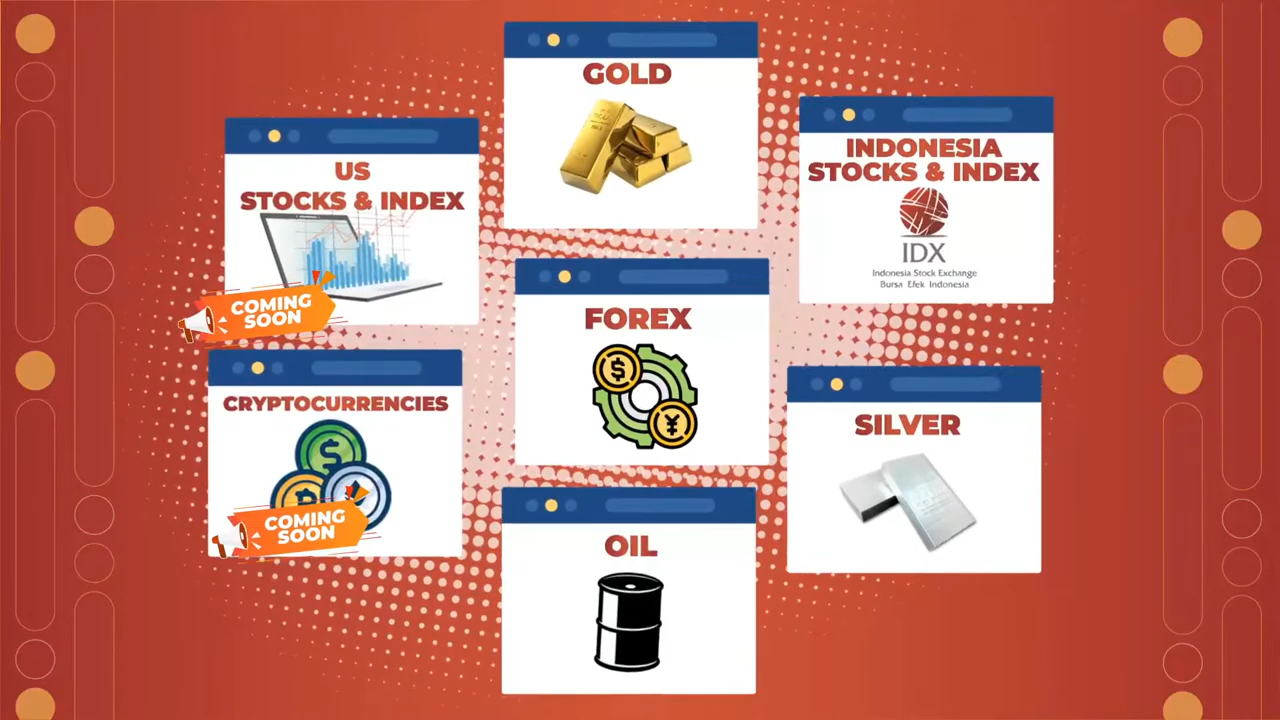 GOLD
US
STOCKS & INDEX
COMING
SOON
INDONESIA
STOCKS & INDEX
IDX
Indonesia Stock Exchange
Bursa Efek Indonesia
FOREX
CRYPTOCURRENCIES
COMING
SOON
SILVER
OIL